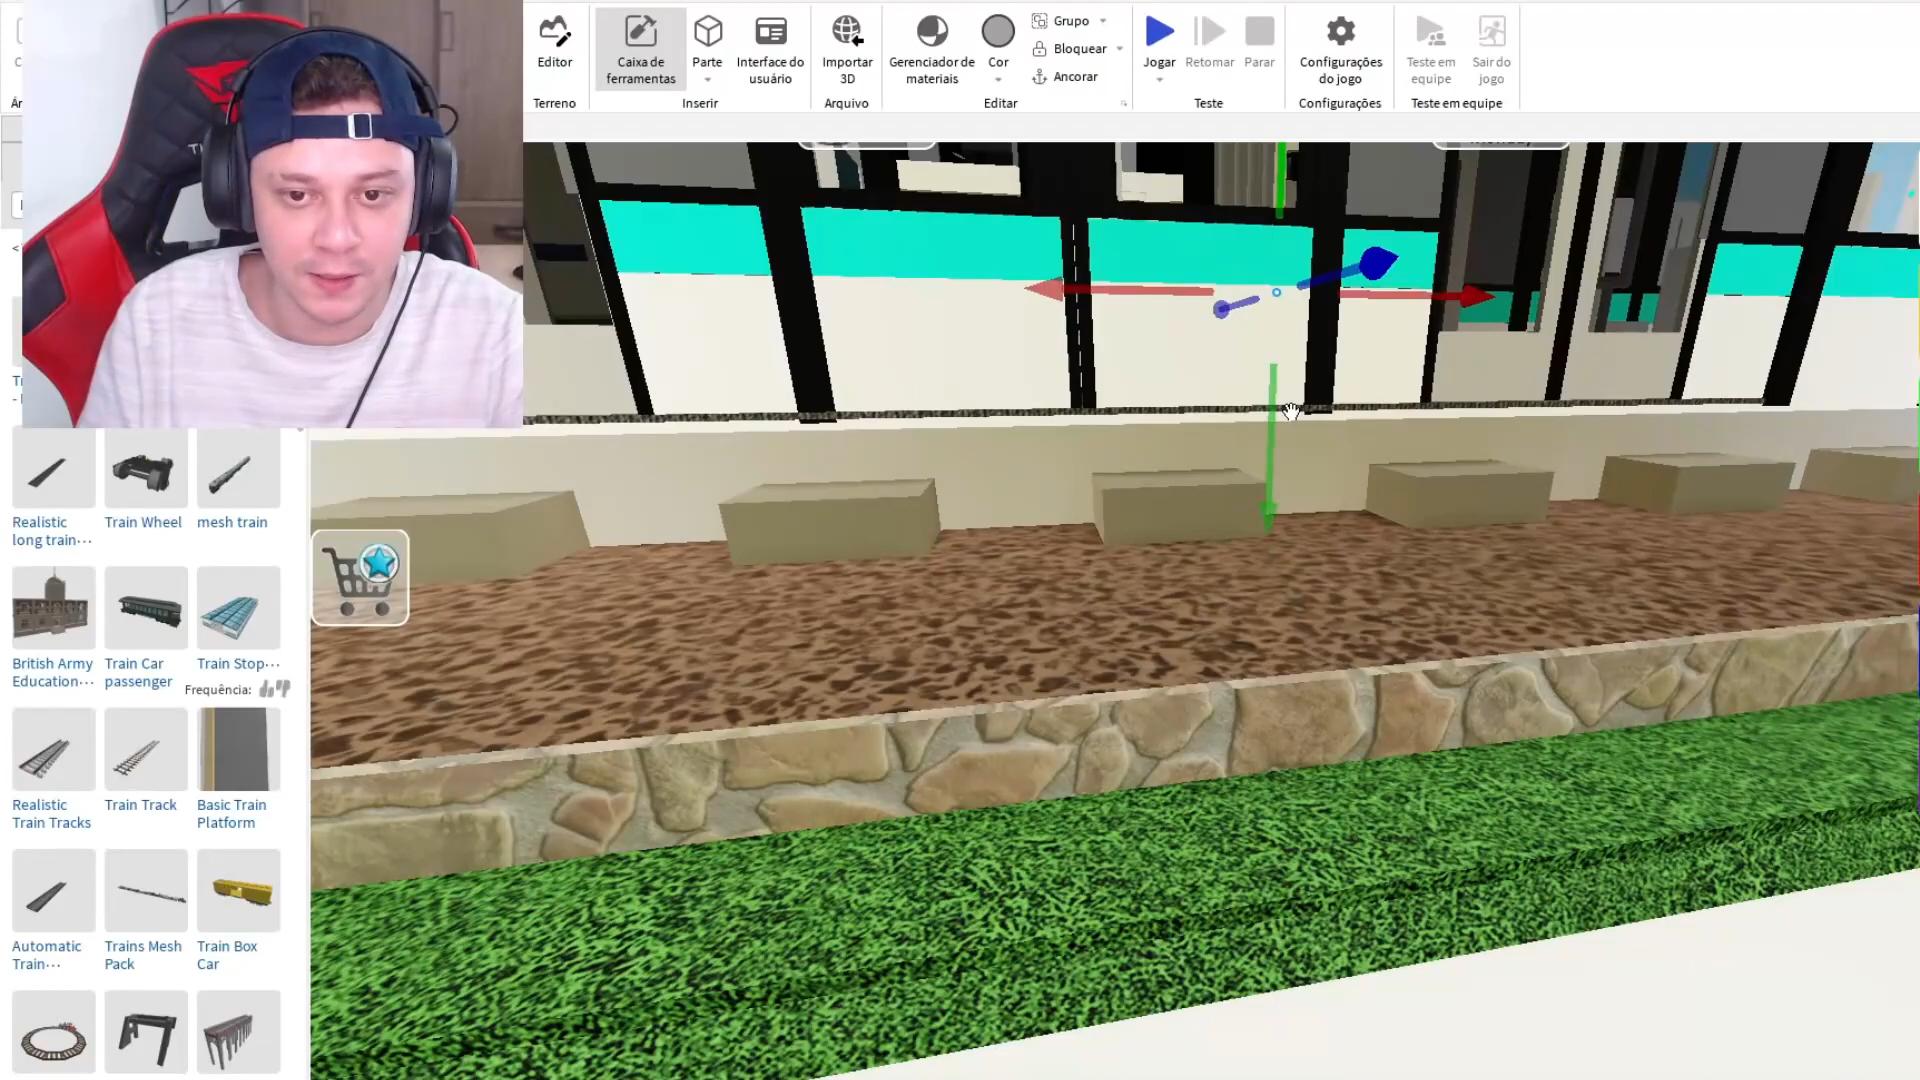 Editor
Caixa de
ferramentas
Parte
Interface do
usuário
Importar
3D
Gerenciador de
materiais
Cor
Grupo
Bloquear
Ancorar
Jogar
Retomar
Parar
Configurações
do jogo
Teste em
equipe
Sair do
jogo
Terreno
Inserir
Arquivo
Editar
Teste
Configurações
Teste em equipe
Realistic
long train...
Train Wheel
mesh train
British Army
Education...
Train Car
passenger
Train Stop...
Frequência:
Realistic
Train Tracks
Train Track
Basic Train
Platform
Automatic
Train...
Trains Mesh
Pack
Train Box
Car